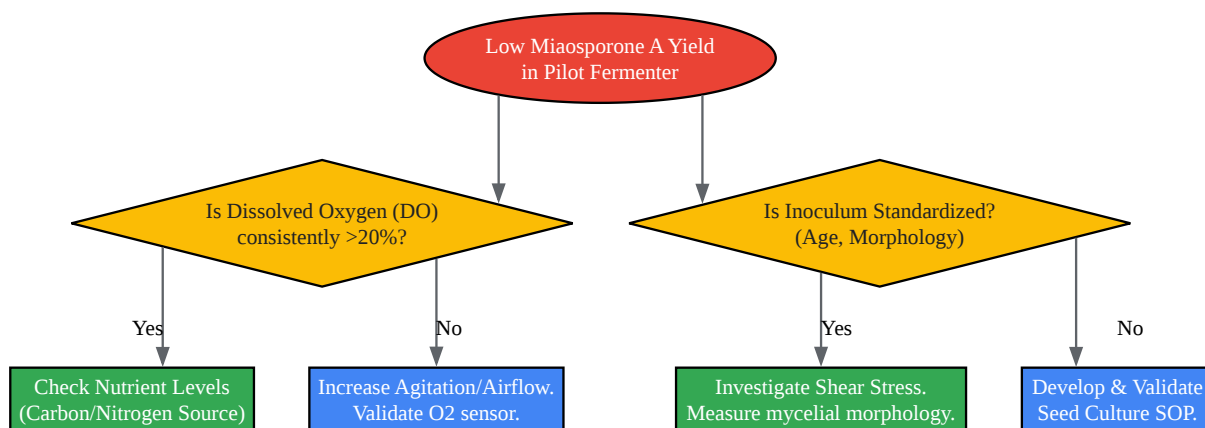 Low Miaosporone A Yield
in Pilot Fermenter
Is Dissolved Oxygen (DO)
consistently >20%?
Is Inoculum Standardized?
(Age, Morphology)
Yes
No
Yes
No
Check Nutrient Levels
(Carbon/Nitrogen Source)
Increase Agitation/Airflow.
Validate O2 sensor.
Investigate Shear Stress.
Measure mycelial morphology.
Develop & Validate
Seed Culture SOP.